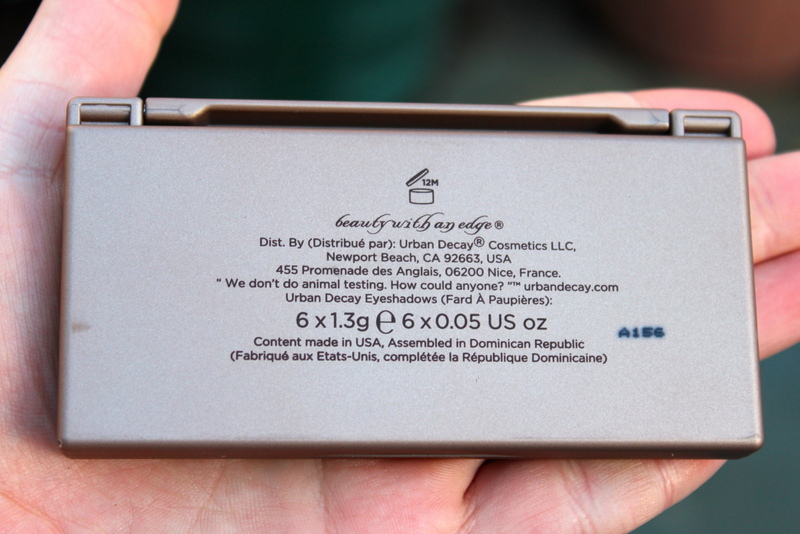 12M
beauty with an edge®
Dist. By (Distribué par): Urban Decay® Cosmetics LLC,
Newport Beach, CA 92663, USA
455 Promenade des Anglais, 06200 Nice, France.
" We don't do animal testing. How could anyone? "™ urbandecay.com
Urban Decay Eyeshadows (Fard À Paupières):
6 x 1.3g ℮ 6 x 0.05 US oz
A156
Content made in USA, Assembled in Dominican Republic
(Fabriqué aux Etats-Unis, complétée la République Dominicaine)